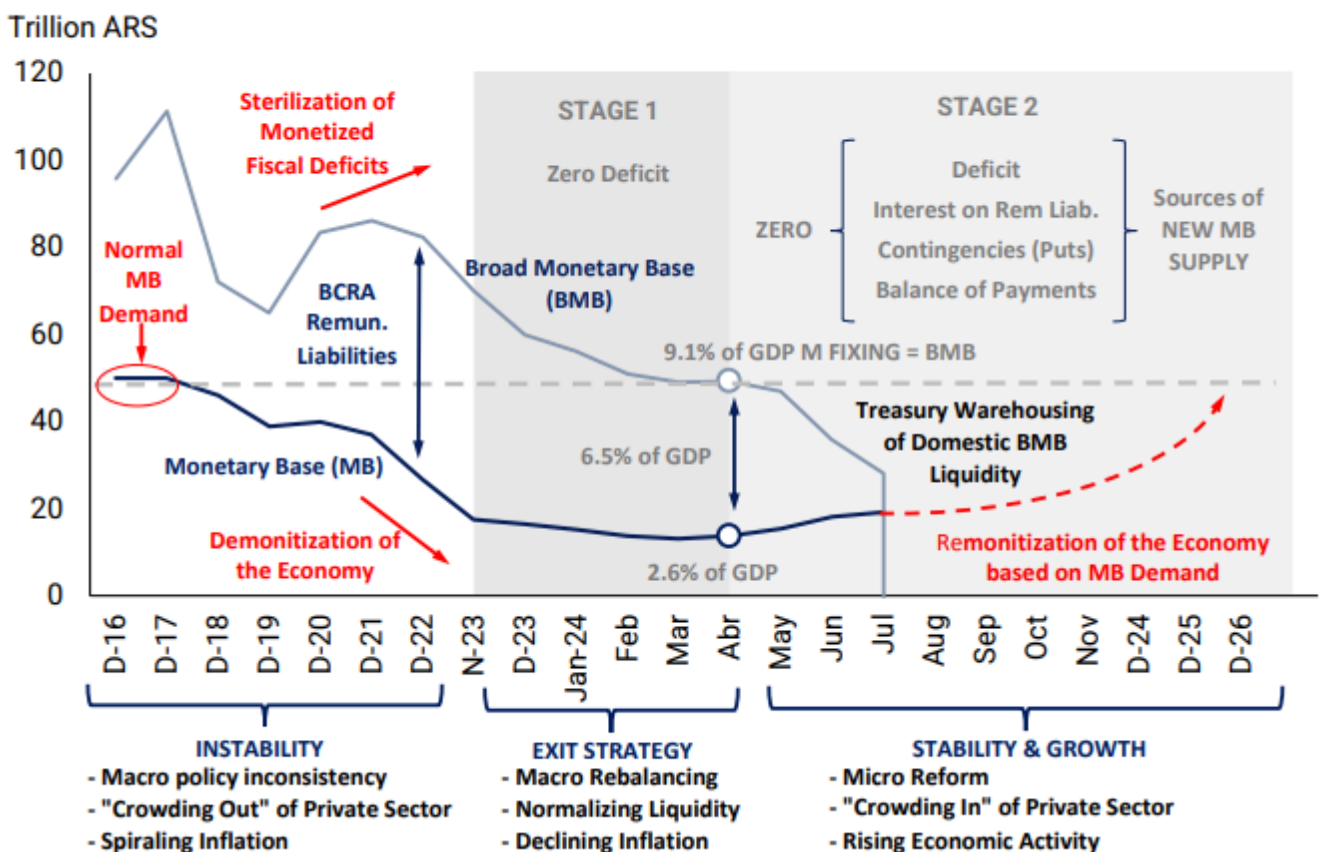 Trillion ARS
120
100
80
60
40
20
0
Sterilization of
Monetized
Fiscal Deficits
Normal
MB
Demand
BCRA
Remun.
Liabilities
Broad Monetary Base
(BMB)
Monetary Base (MB)
Demonitization of
the Economy
STAGE 1
Zero Deficit
STAGE 2
ZERO
Deficit
Interest on Rem Liab.
Contingencies (Puts)
Balance of Payments
Sources of
NEW MB
SUPPLY
9.1% of GDP M FIXING = BMB
6.5% of GDP
2.6% of GDP
Treasury Warehousing
of Domestic BMB
Liquidity
Remonitization of the Economy
based on MB Demand
D-16
D-17
D-18
D-19
D-20
D-21
D-22
N-23
D-23
Jan-24
Feb
Mar
Abr
May
Jun
Jul
Aug
Sep
Oct
Nov
D-24
D-25
D-26
INSTABILITY
- Macro policy inconsistency
- "Crowding Out" of Private Sector
- Spiraling Inflation
EXIT STRATEGY
- Macro Rebalancing
- Normalizing Liquidity
- Declining Inflation
STABILITY & GROWTH
- Micro Reform
- "Crowding In" of Private Sector
- Rising Economic Activity